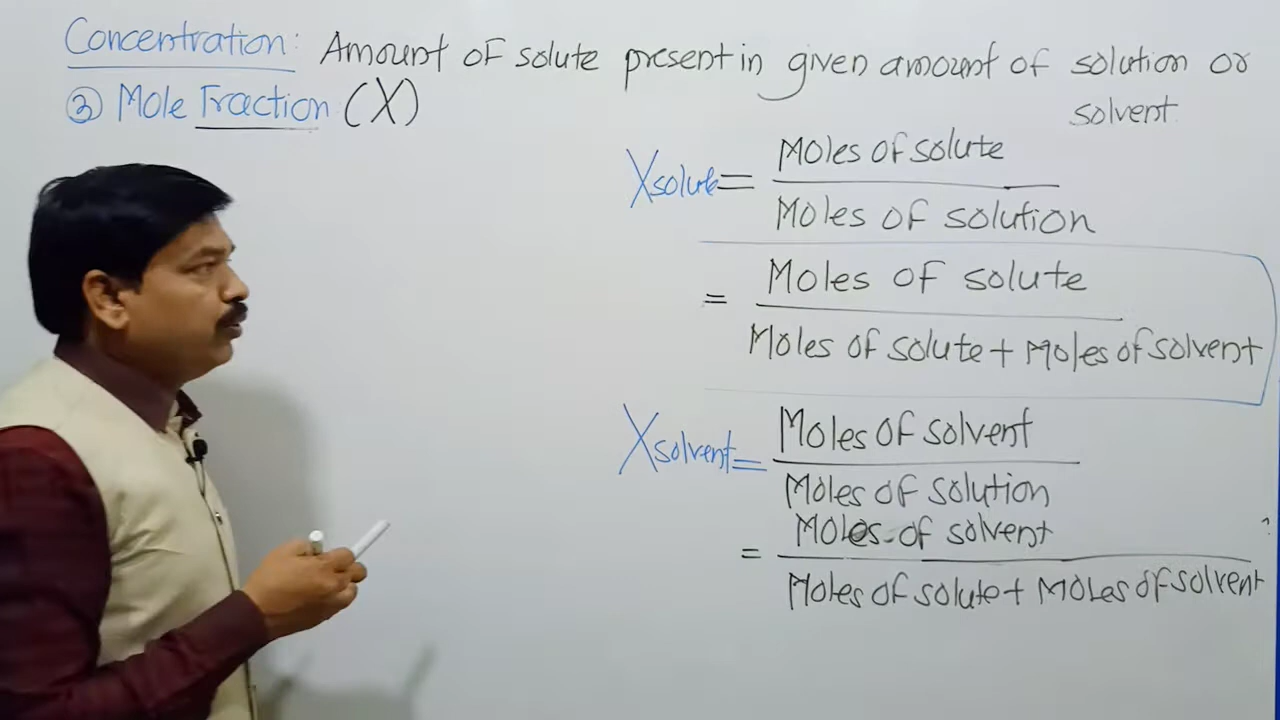 Concentration: Amount of solute present in given amount of solution or
solvent
③ Mole Fraction (X)
Xsolute = Moles of solute
Moles of solution
= Moles of solute
Moles of solute + Moles of solvent
Xsolvent = Moles of solvent
Moles of solution
= Moles of solvent
Moles of solute + Moles of solvent